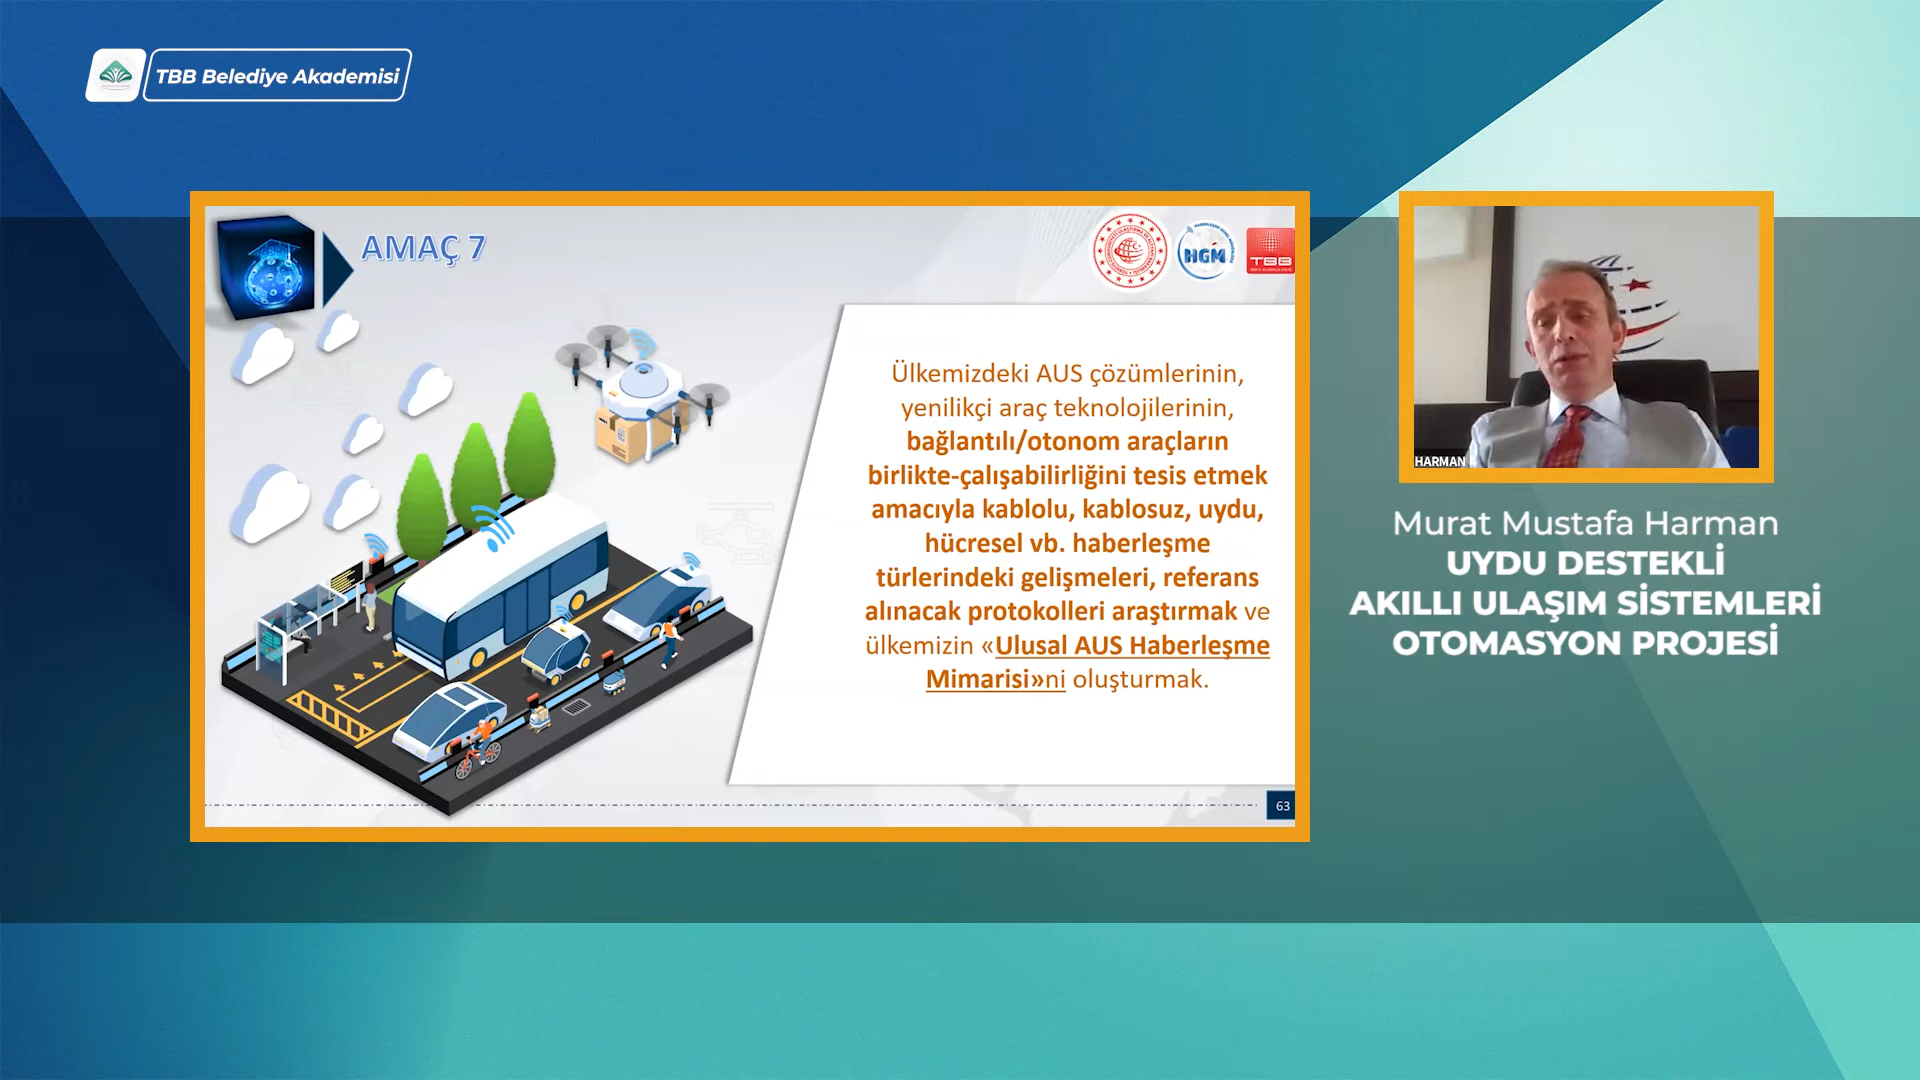 TBB Belediye Akademisi
AMAÇ 7
HGM
TBB
Ülkemizdeki AUS çözümlerinin,
yenilikçi araç teknolojilerinin,
bağlantılı/otonom araçların
birlikte-çalışabilirliğini tesis etmek
amacıyla kablolu, kablosuz, uydu,
hücresel vb. haberleşme
türlerindeki gelişmeleri, referans
alınacak protokolleri araştırmak ve
ülkemizin «Ulusal AUS Haberleşme
Mimarisi»ni oluşturmak.
63
HARMAN
Murat Mustafa Harman
UYDU DESTEKLİ
AKILLI ULAŞIM SİSTEMLERİ
OTOMASYON PROJESİ